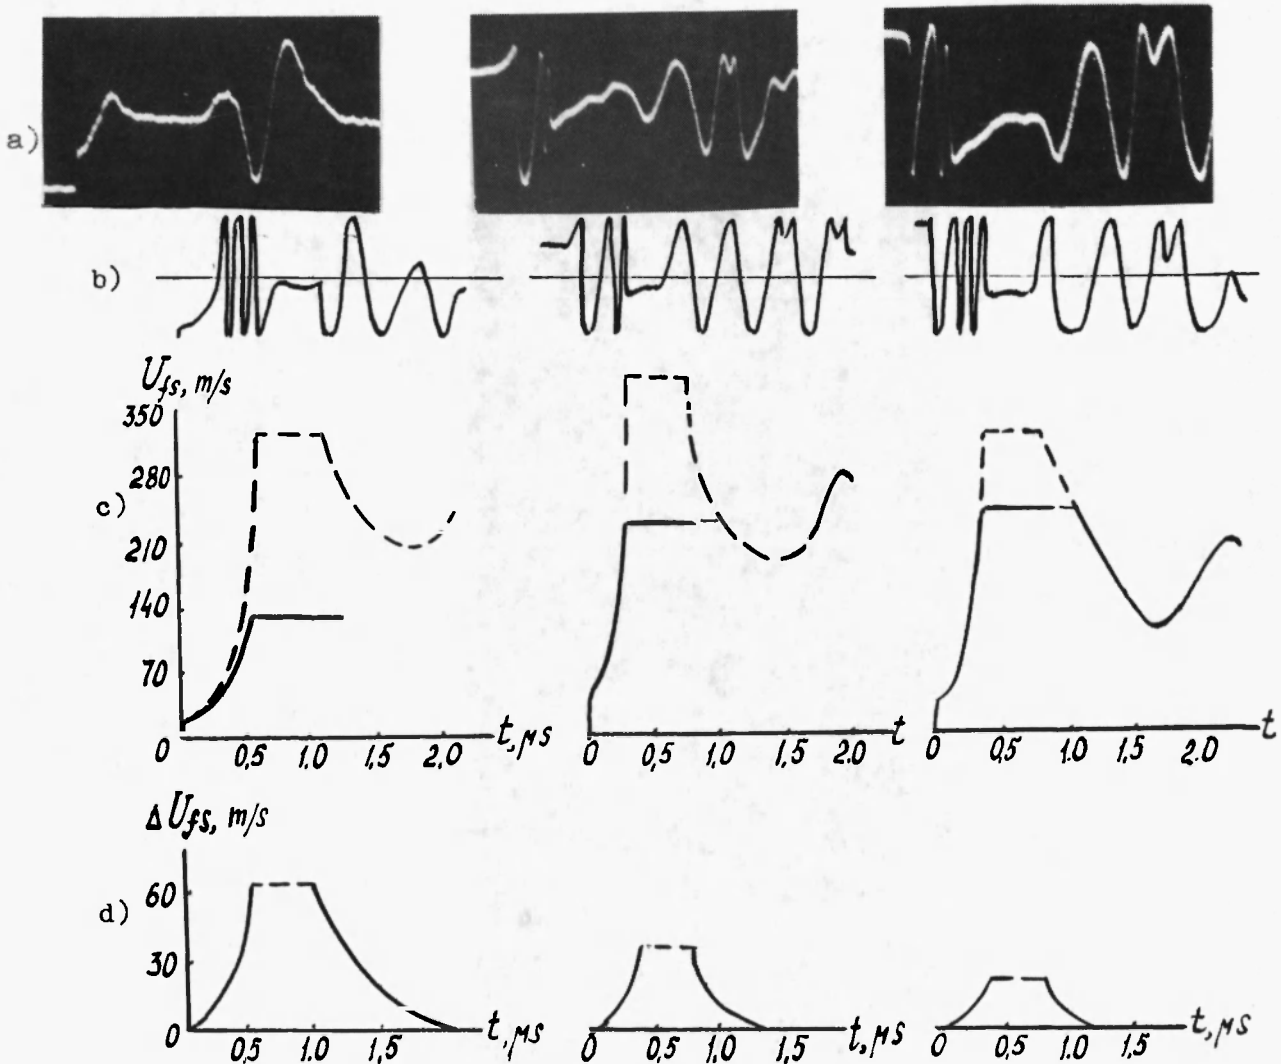 a)
b)
U_fs, m/s
350
280
c)
210
140
70
0
0,5 1.0 1,5 2.0 t, μs
0 0,5 1.0 1,5 2.0 t
0 0,5 1.0 1,5 2.0 t
Δ U_fs, m/s
60
d)
30
0
0,5 1.0 1,5 t, μs
0 0,5 1.0 1,5 t, μs
0 0,5 1.0 1,5 t, μs